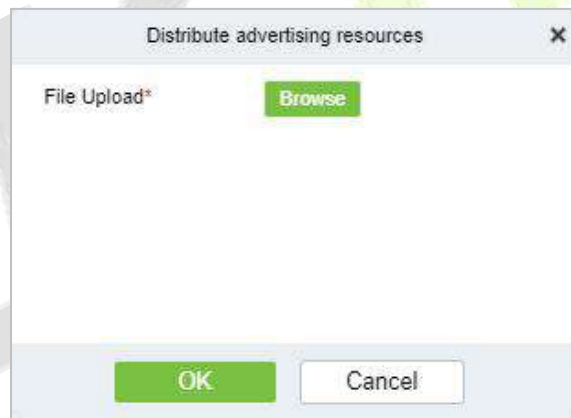 Distribute advertising resources
File Upload*
Browse
OK
Cancel